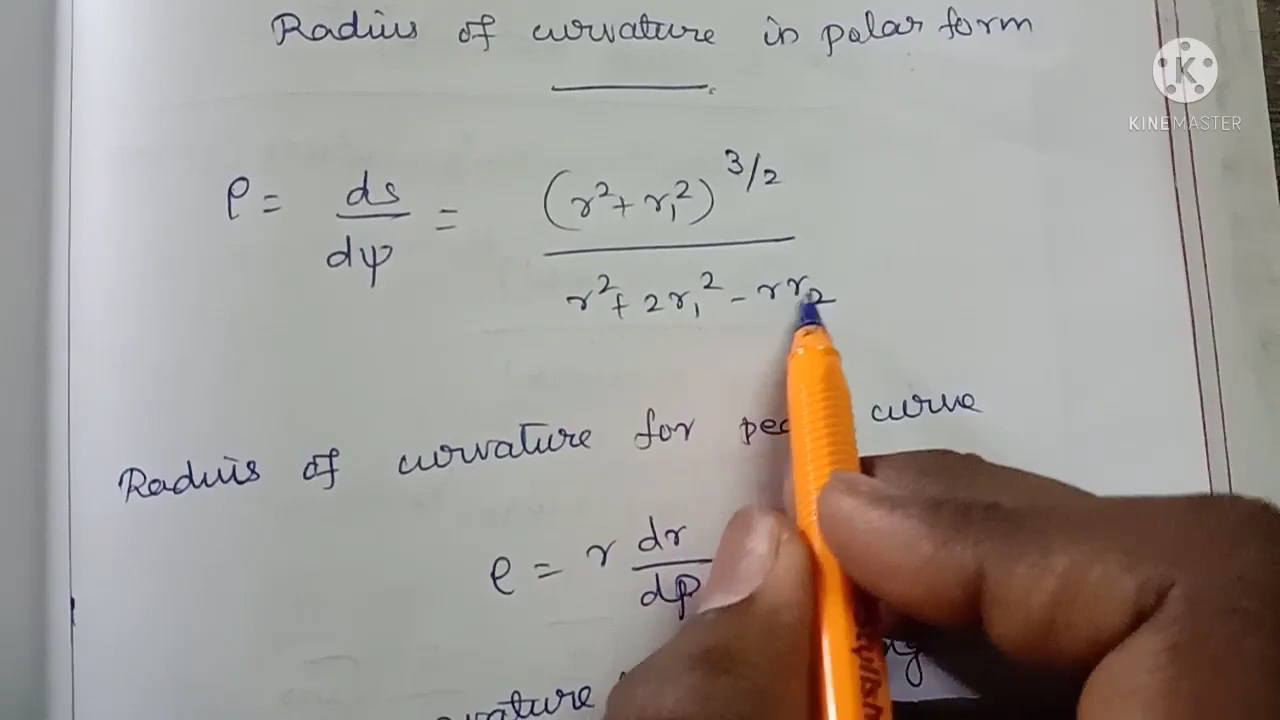 Radius of curvature in polar form
K
KINEMASTER
ρ = ds/dψ = (r²+ r₁²)^3/2 / r²+ 2r₁² - rr₂
Radius of curvature for curve
ρ = r dr/dp